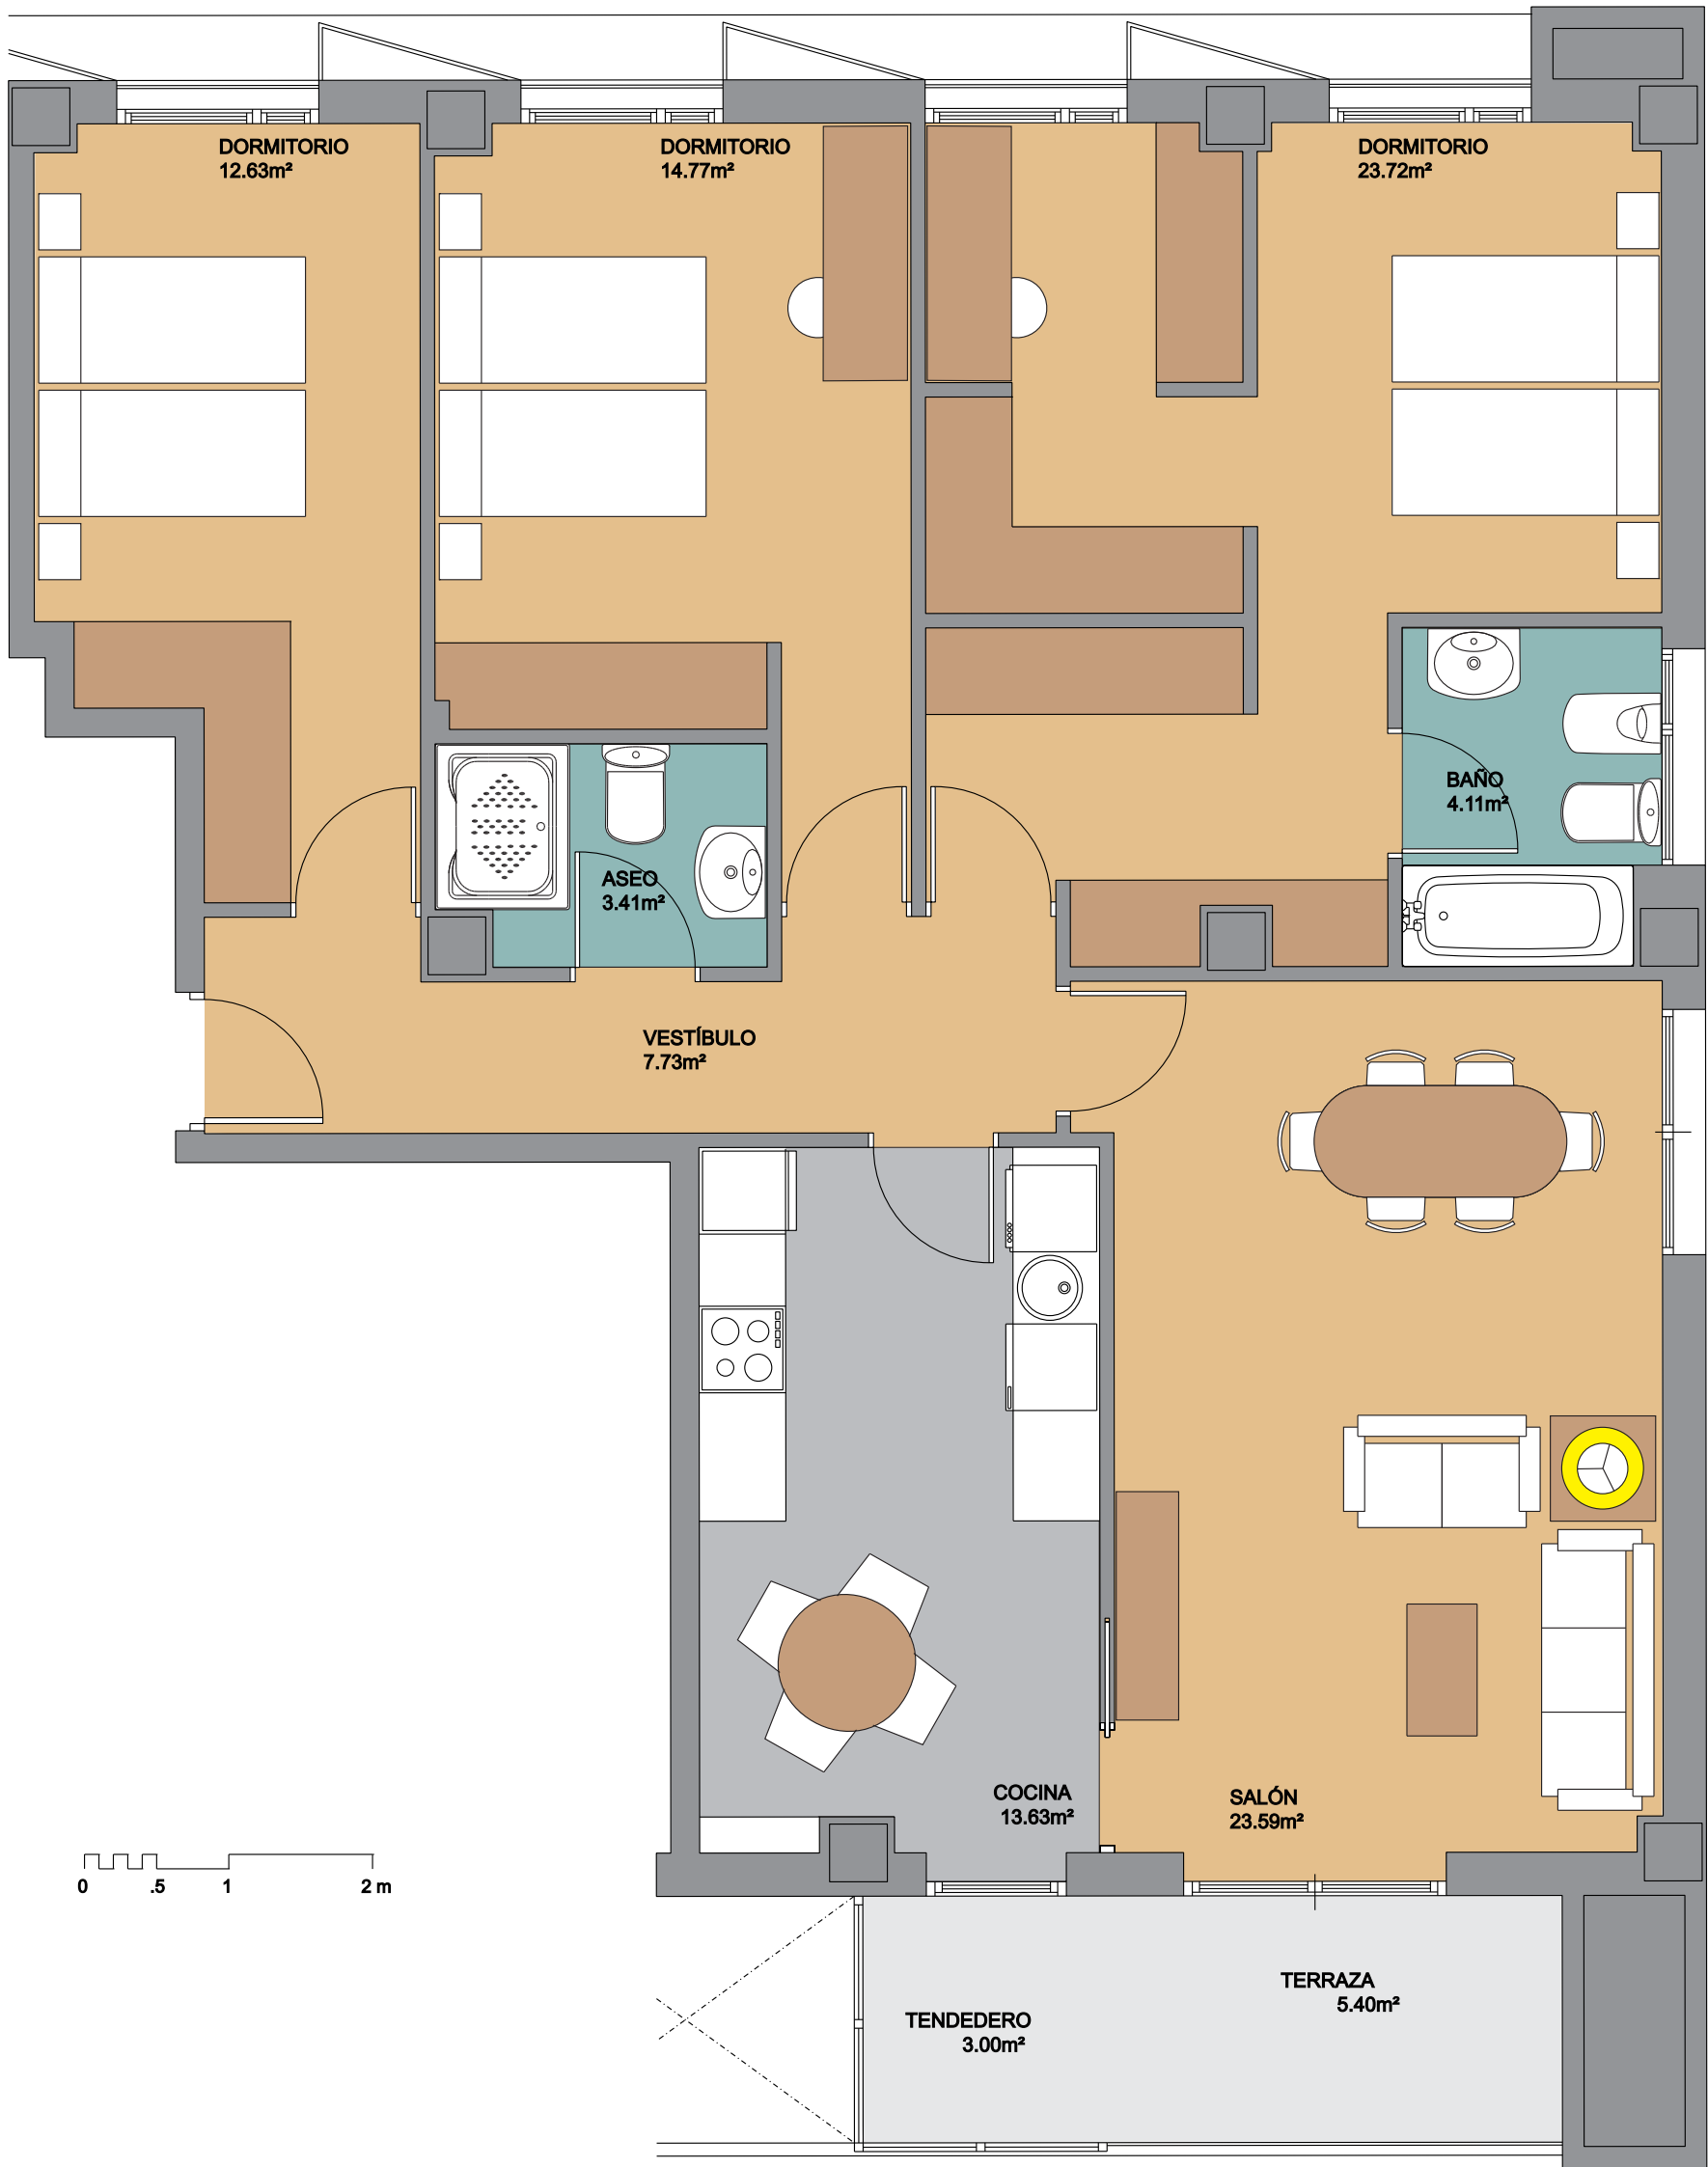 DORMITORIO
12.63m²
DORMITORIO
14.77m²
DORMITORIO
23.72m²
BAÑO
4.11m²
ASEO
3.41m²
VESTÍBULO
7.73m²
COCINA
13.63m²
SALÓN
23.59m²
0 .5 1 2 m
TERRAZA
5.40m²
TENDEDERO
3.00m²